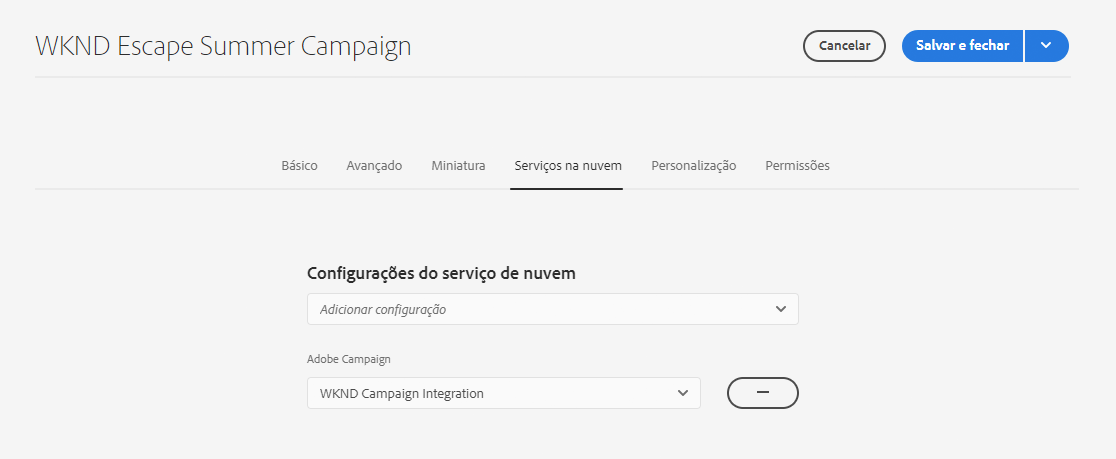 WKND Escape Summer Campaign
Cancelar
Salvar e fechar
Básico
Avançado
Miniatura
Serviços na nuvem
Personalização
Permissões
Configurações do serviço de nuvem
Adicionar configuração
Adobe Campaign
WKND Campaign Integration